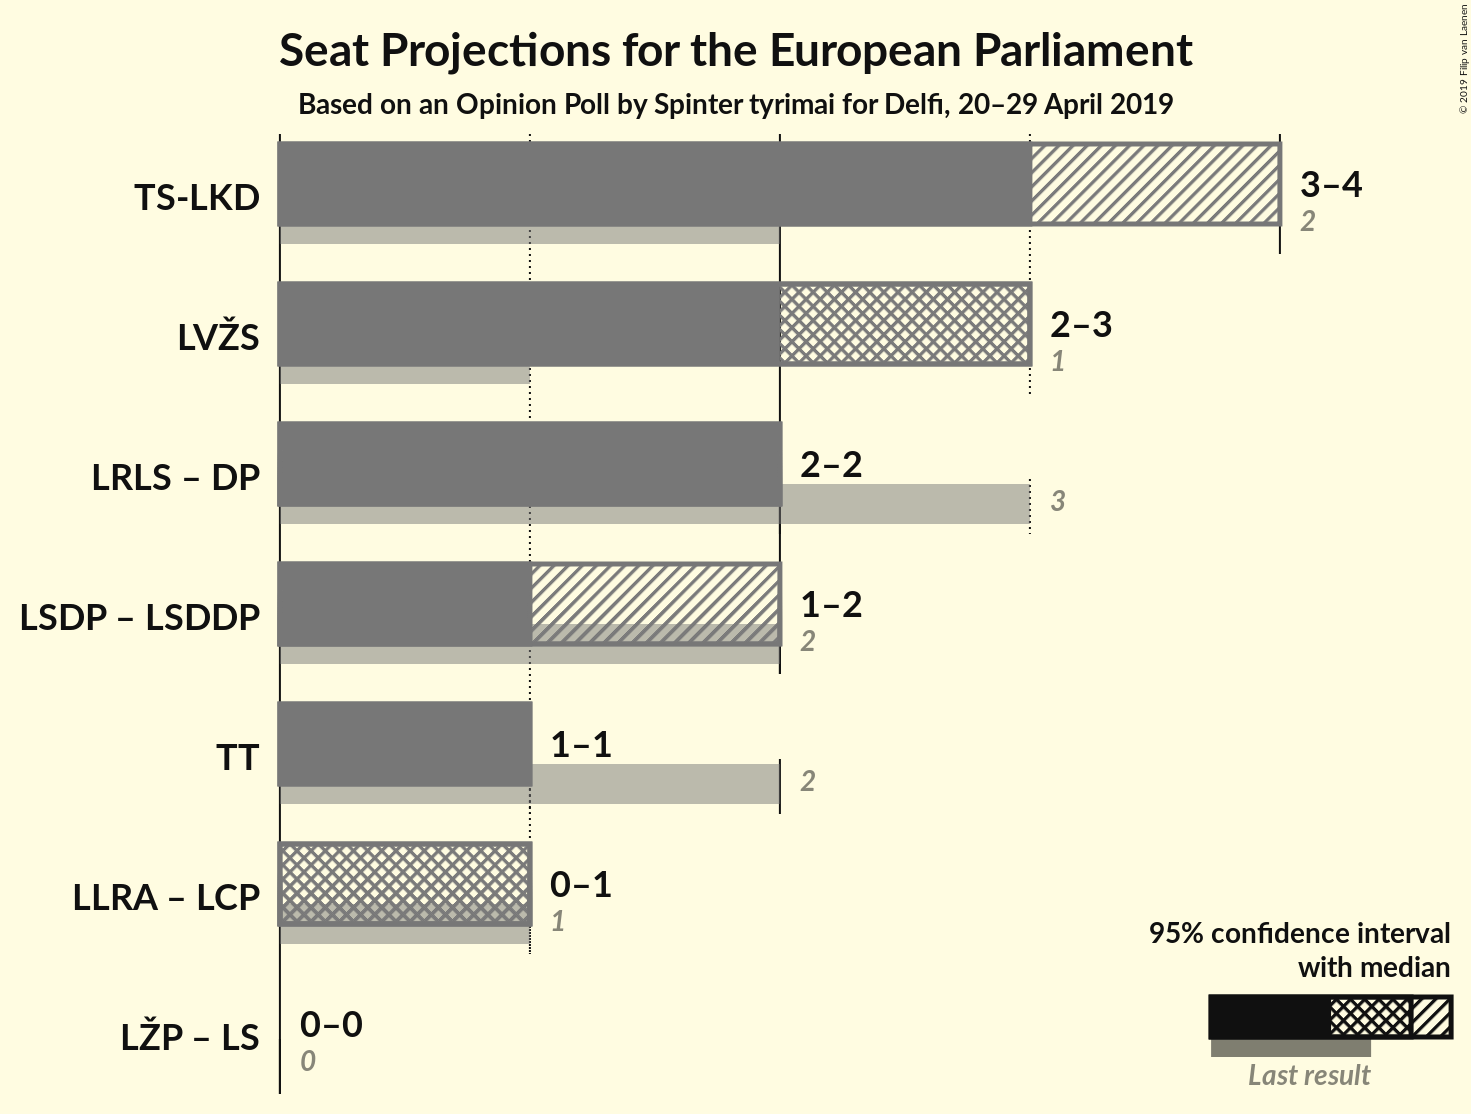 Seat Projections for the European Parliament
Based on an Opinion Poll by Spinter tyrimai for Delfi, 20–29 April 2019
© 2019 Filip van Laenen
TS-LKD
3–4
2
LVŽS
2–3
1
LRLS – DP
2–2
3
LSDP – LSDDP
1–2
2
TT
1–1
2
LLRA – LCP
0–1
1
LŽP – LS
0–0
0
95% confidence interval
with median
Last result